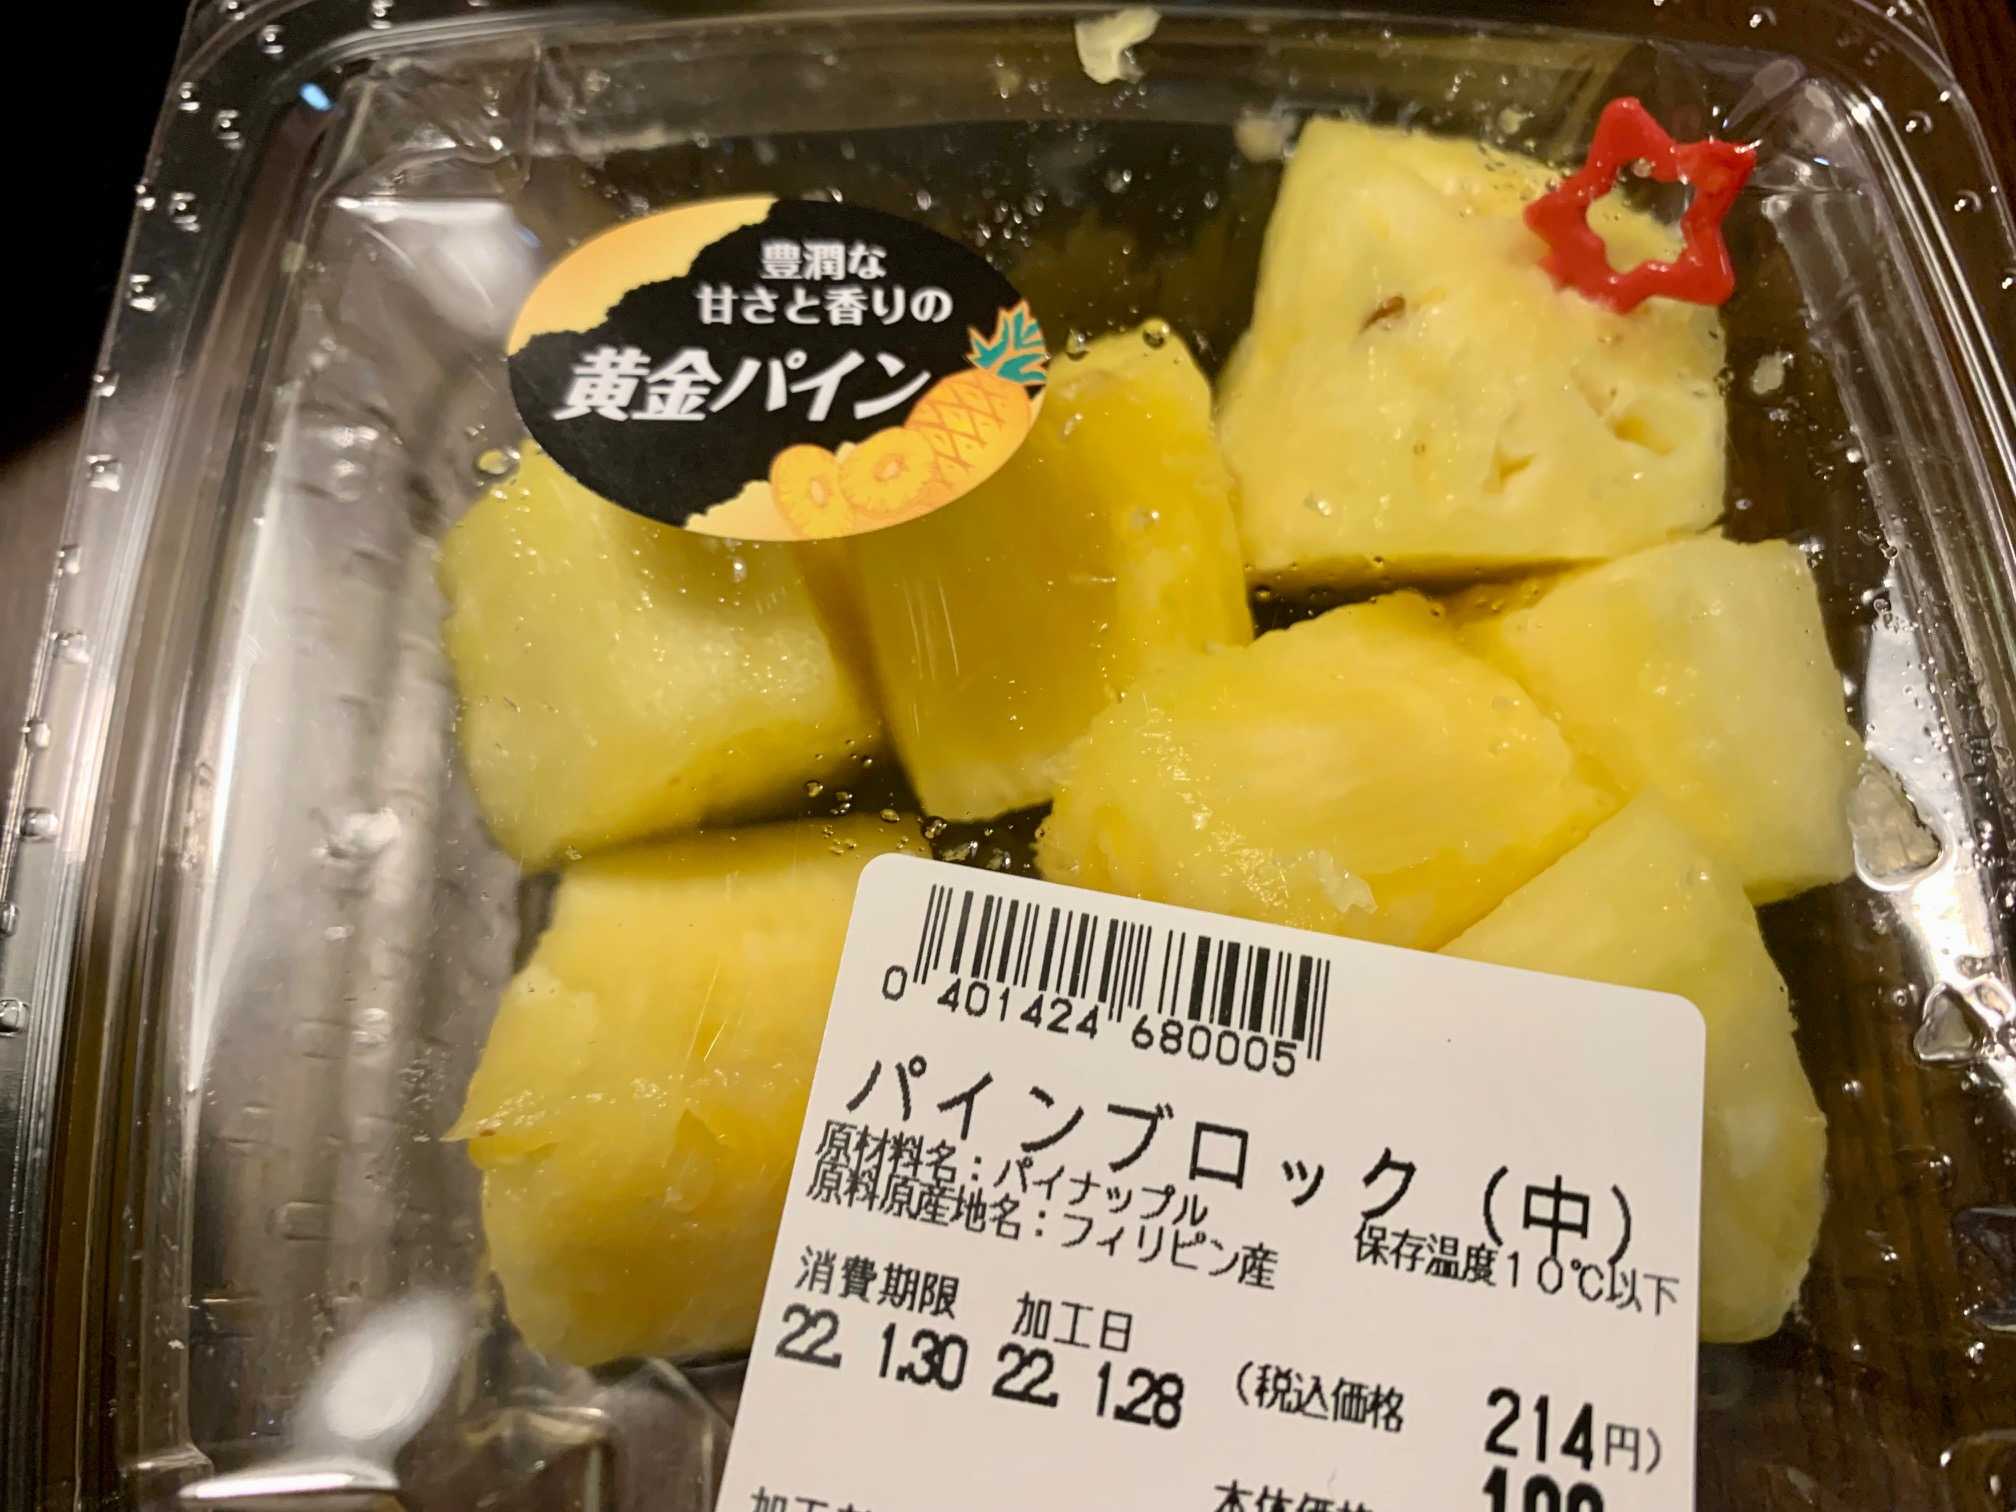 豊潤な
甘さと香りの
黄金パイン
0 401424 680005
パインブロック(中)
原材料名:パイナップル
原料原産地名:フィリピン産
保存温度10℃以下
消費期限 加工日
22. 1.30 22. 1.28 (税込価格 214円)
本体価格